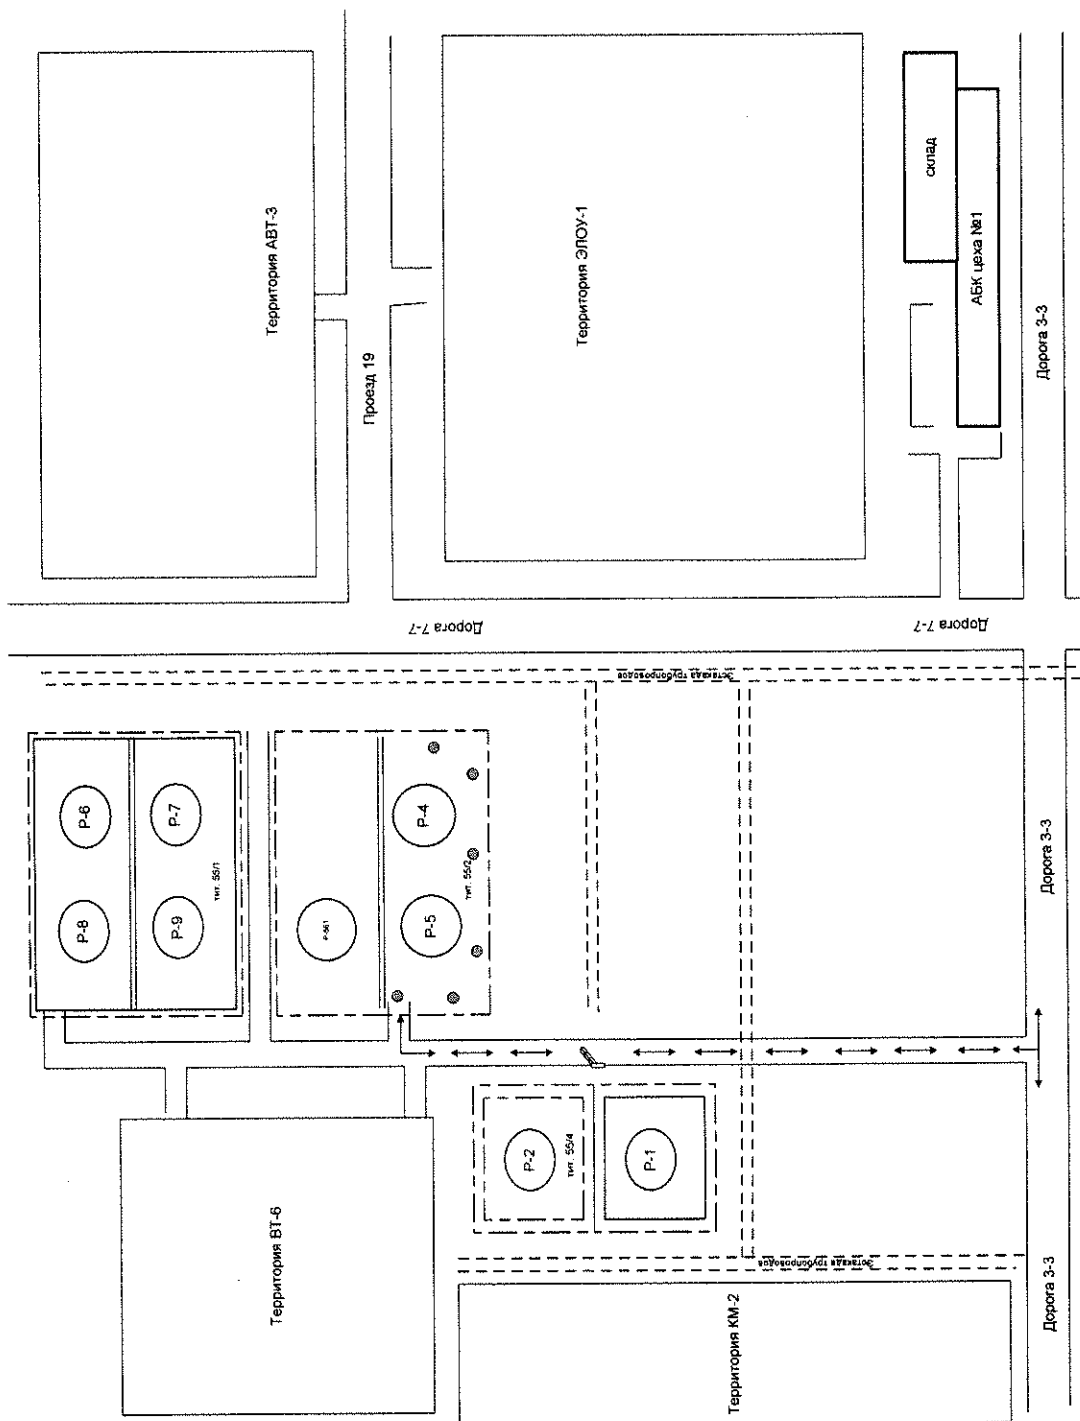 Территория АВТ-3
Проезд 19
Территория ЭЛОУ-1
склад
АБК цеха №1
Дорога 3-3
Дорога 7-7
Дорога 7-7
Эстакада трубопроводов
Р-6
Р-7
Р-8
Р-9
тит. 55/1
Р-561
Р-4
Р-5
тит. 55/2
Дорога 3-3
Р-2
тит. 55/4
Р-1
Территория ВТ-6
Эстакада трубопроводов
Территория КМ-2
Дорога 3-3